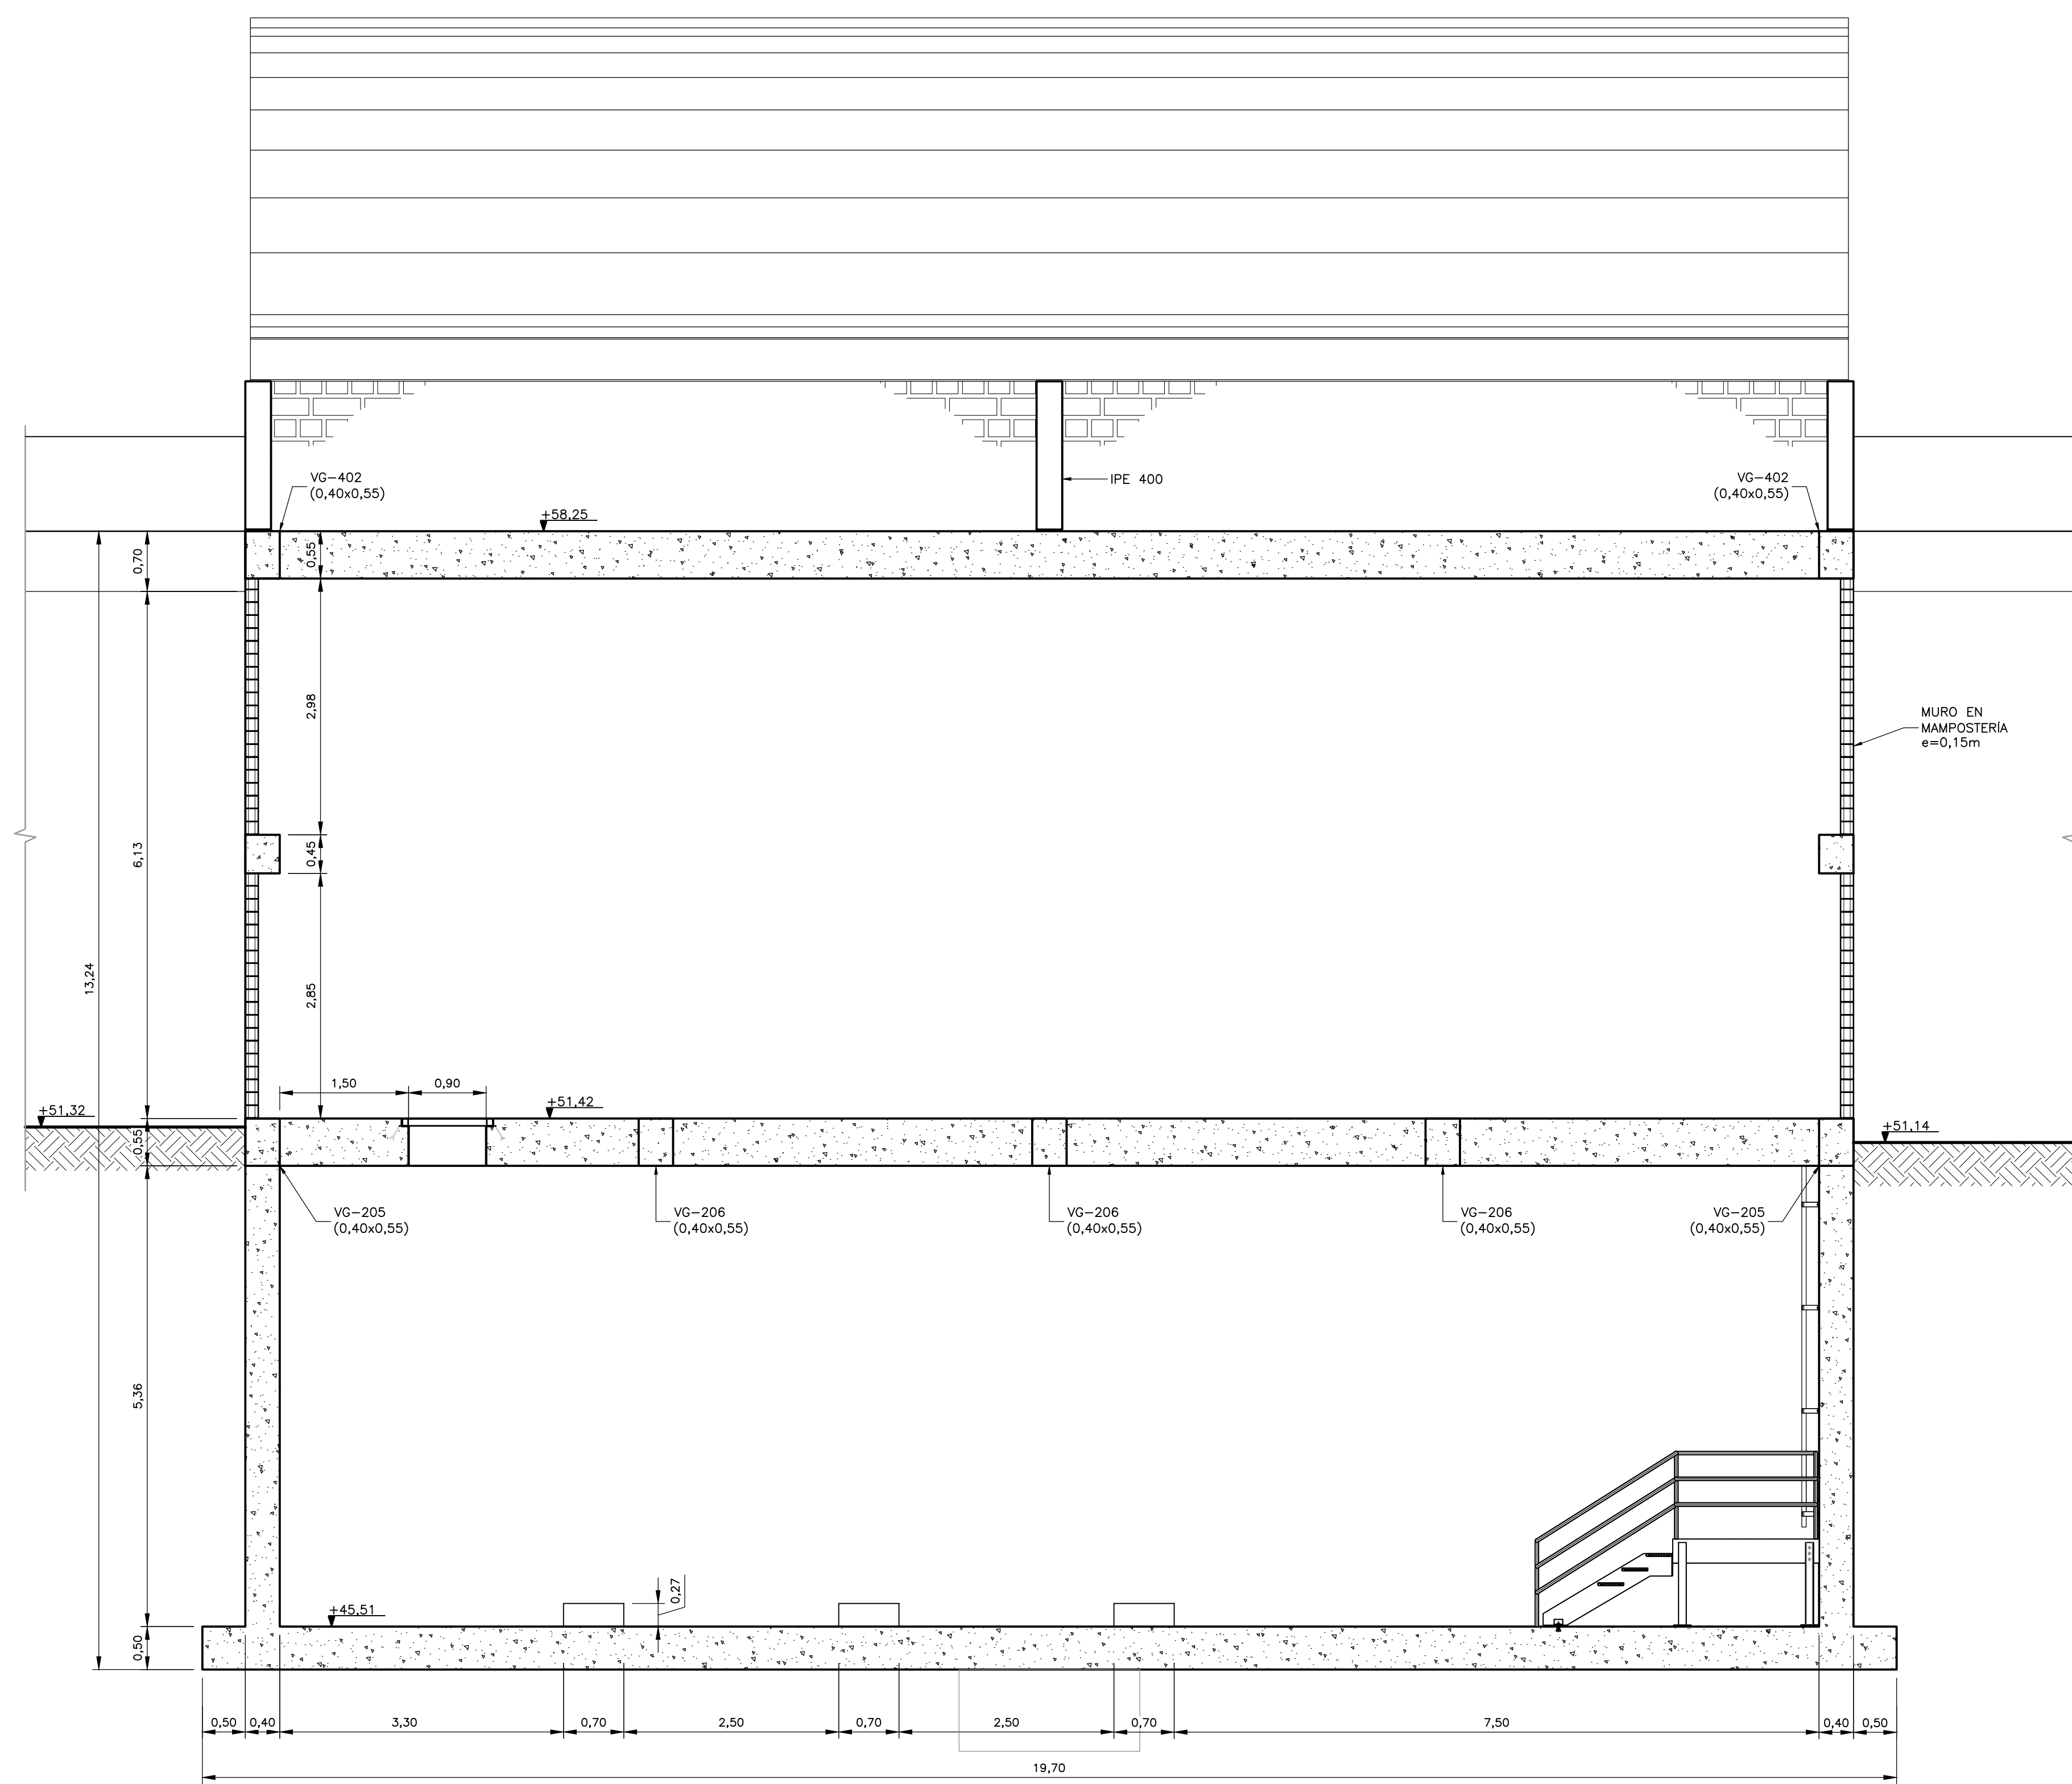 VG-402
(0,40x0,55)
IPE 400
VG-402
(0,40x0,55)
+58,25
0,70
0,55
2,98
MURO EN
MAMPOSTERÍA
e=0,15m
6,13
0,45
13,24
2,85
1,50
0,90
+51,32
+51,42
+51,14
0,55
VG-205
(0,40x0,55)
VG-206
(0,40x0,55)
VG-206
(0,40x0,55)
VG-206
(0,40x0,55)
VG-205
(0,40x0,55)
5,36
0,27
+45,51
0,50
0,50
0,40
3,30
0,70
2,50
0,70
2,50
0,70
7,50
0,40
0,50
19,70